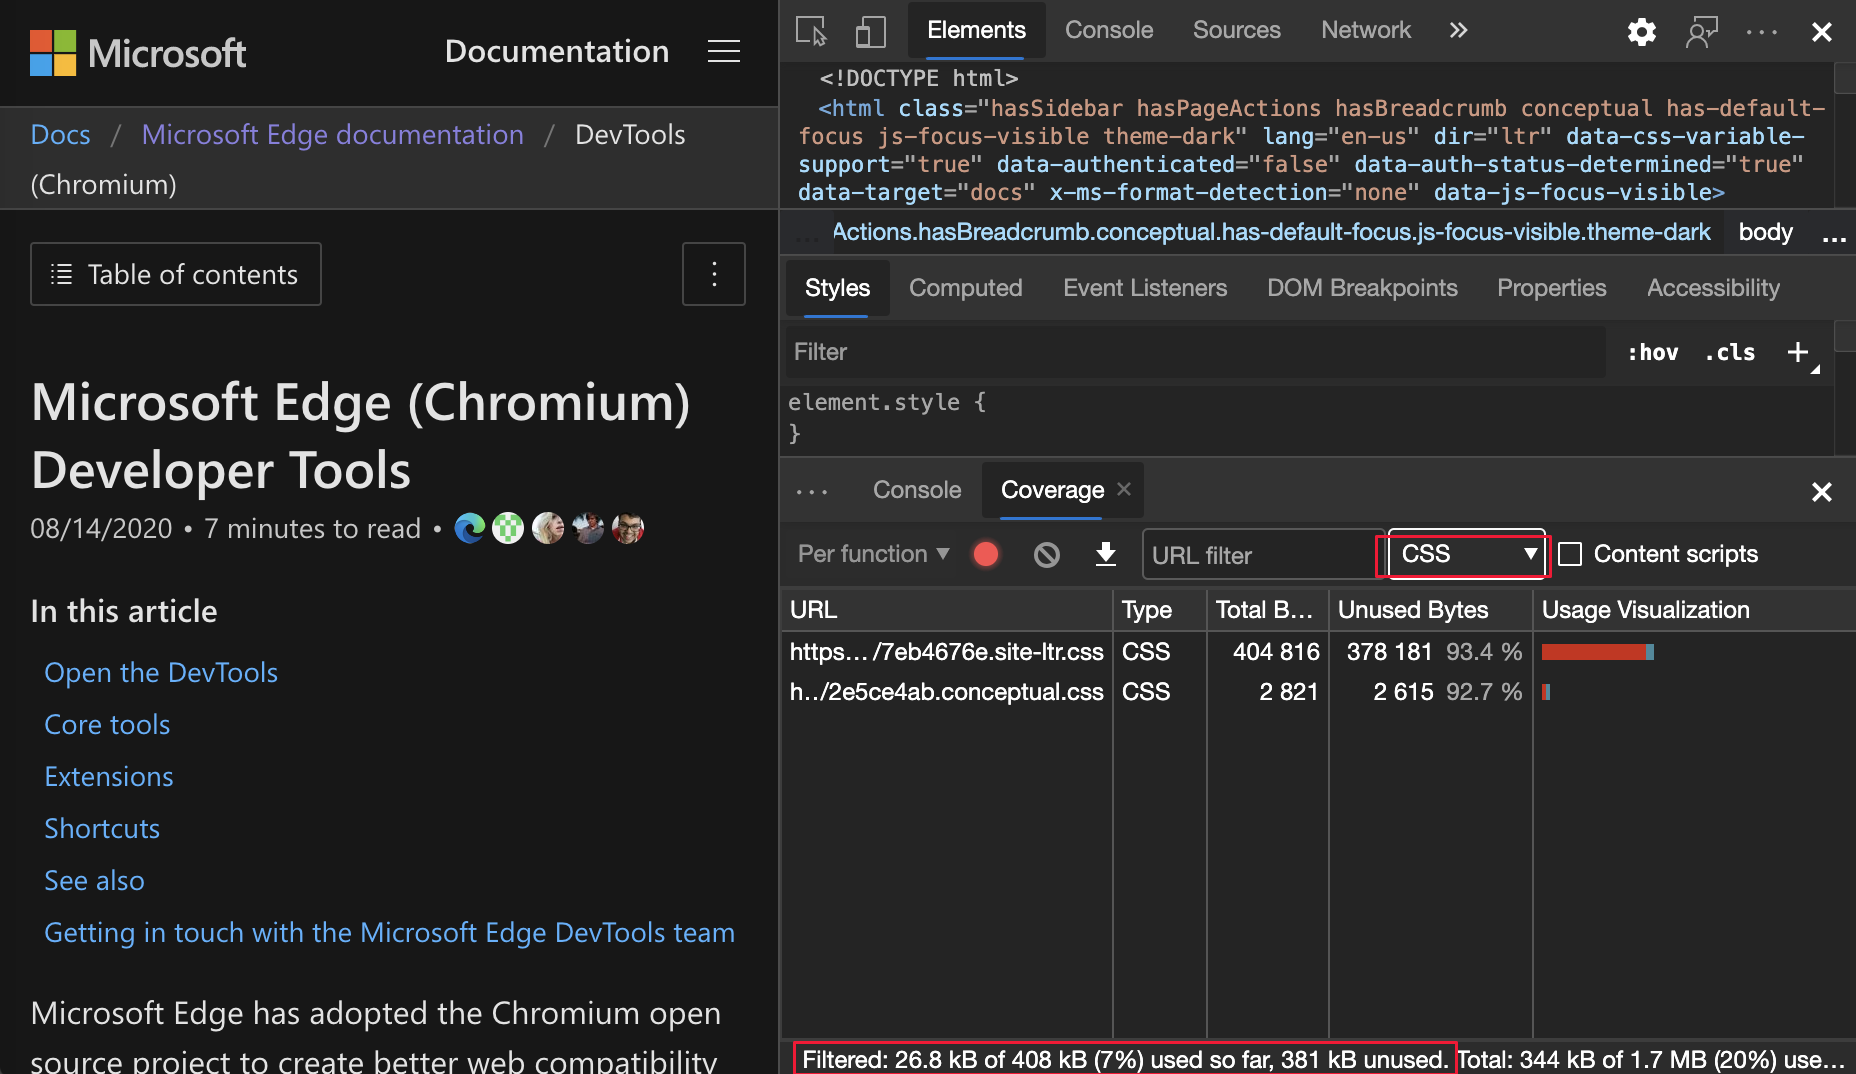 Microsoft
Documentation
Docs / Microsoft Edge documentation / DevTools
(Chromium)
Table of contents
Microsoft Edge (Chromium)
Developer Tools
08/14/2020 • 7 minutes to read •
In this article
Open the DevTools
Core tools
Extensions
Shortcuts
See also
Getting in touch with the Microsoft Edge DevTools team
Microsoft Edge has adopted the Chromium open
source project to create better web compatibility
Elements Console Sources Network
<!DOCTYPE html>
<html class="hasSidebar hasPageActions hasBreadcrumb conceptual has-default-
focus js-focus-visible theme-dark" lang="en-us" dir="ltr" data-css-variable-
support="true" data-authenticated="false" data-auth-status-determined="true"
data-target="docs" x-ms-format-detection="none" data-js-focus-visible>
... Actions.hasBreadcrumb.conceptual.has-default-focus.js-focus-visible.theme-dark body ...
Styles Computed Event Listeners DOM Breakpoints Properties Accessibility
Filter :hov .cls +
element.style {
}
Console Coverage
Per function URL filter CSS Content scripts
URL Type Total B… Unused Bytes Usage Visualization
https… /7eb4676e.site-ltr.css CSS 404 816 378 181 93.4 %
h…/2e5ce4ab.conceptual.css CSS 2 821 2 615 92.7 %
Filtered: 26.8 kB of 408 kB (7%) used so far, 381 kB unused. Total: 344 kB of 1.7 MB (20%) use…